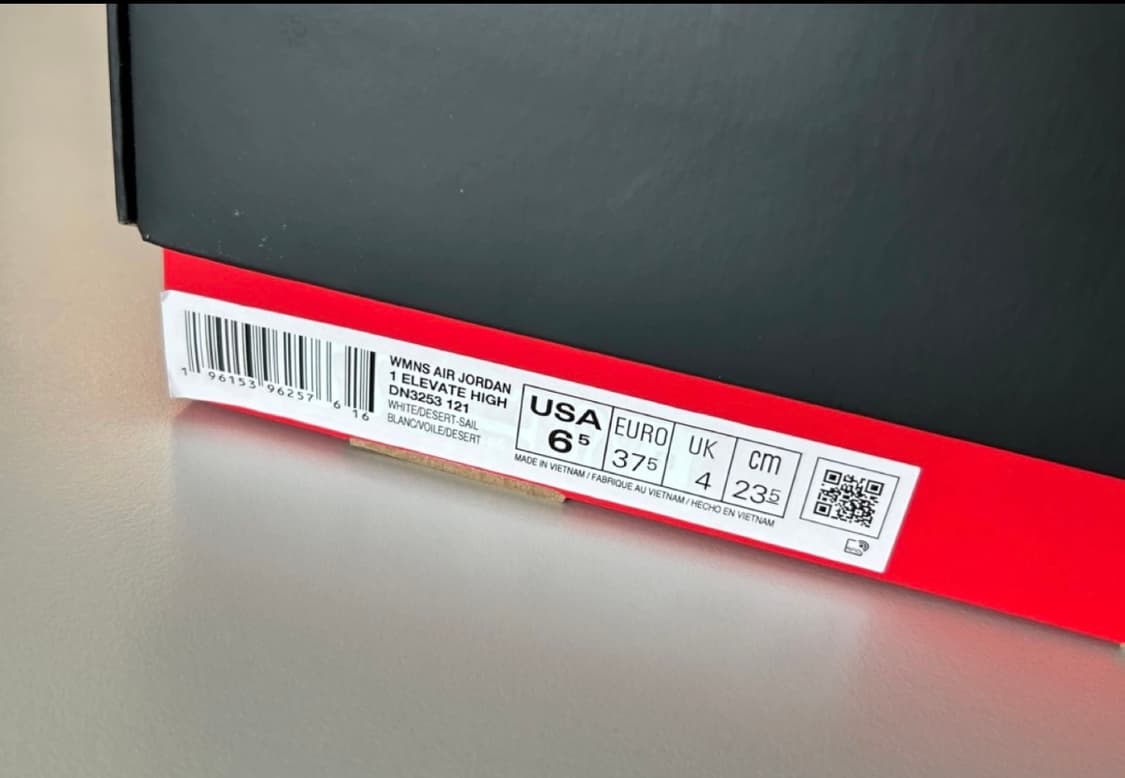 1 96153 96257 6 16
WMNS AIR JORDAN
1 ELEVATE HIGH
DN3253 121
WHITE/DESERT-SAIL
BLANC/VOILE/DESERT
USA
6 5
EURO
37 5
UK
4
cm
23 5
MADE IN VIETNAM / FABRIQUE AU VIETNAM / HECHO EN VIETNAM